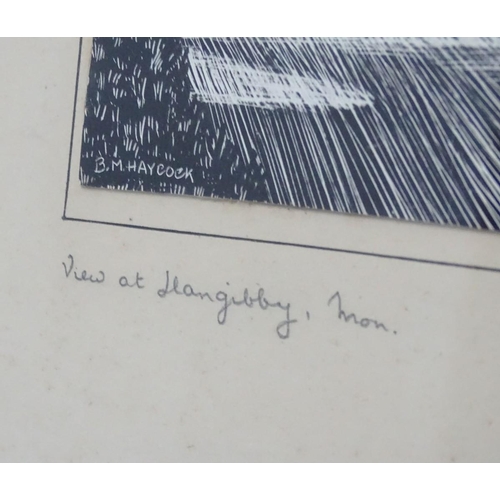 B.M.HAYCOCK
View at Llangibby, Mon.